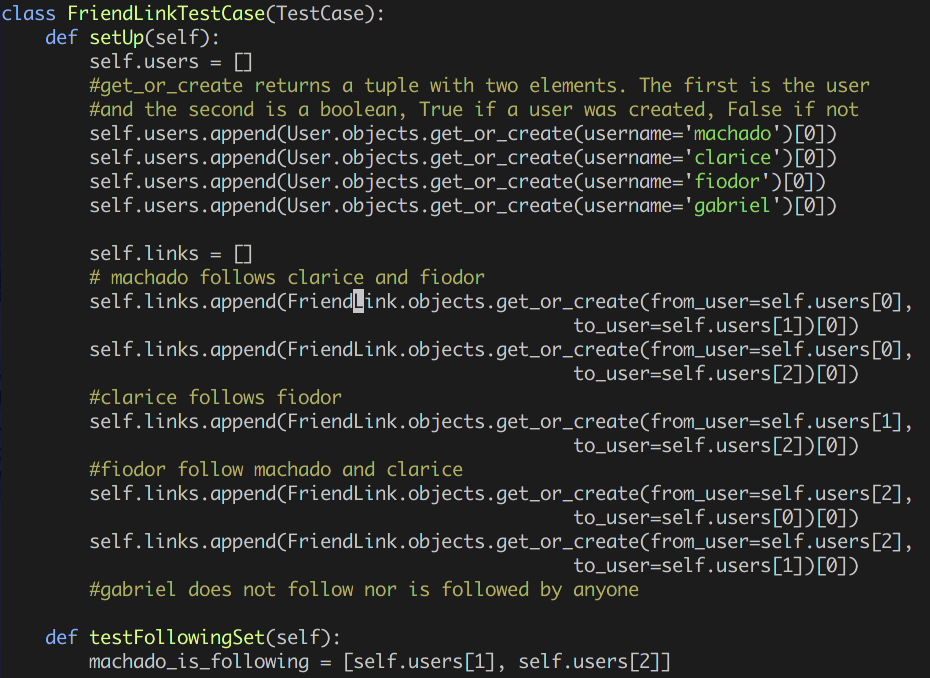 class FriendLinkTestCase(TestCase):
    def setUp(self):
        self.users = []
        #get_or_create returns a tuple with two elements. The first is the user
        #and the second is a boolean, True if a user was created, False if not
        self.users.append(User.objects.get_or_create(username='machado')[0])
        self.users.append(User.objects.get_or_create(username='clarice')[0])
        self.users.append(User.objects.get_or_create(username='fiodor')[0])
        self.users.append(User.objects.get_or_create(username='gabriel')[0])

        self.links = []
        # machado follows clarice and fiodor
        self.links.append(FriendLink.objects.get_or_create(from_user=self.users[0],
                                                    to_user=self.users[1])[0])
        self.links.append(FriendLink.objects.get_or_create(from_user=self.users[0],
                                                    to_user=self.users[2])[0])
        #clarice follows fiodor
        self.links.append(FriendLink.objects.get_or_create(from_user=self.users[1],
                                                    to_user=self.users[2])[0])
        #fiodor follow machado and clarice
        self.links.append(FriendLink.objects.get_or_create(from_user=self.users[2],
                                                    to_user=self.users[0])[0])
        self.links.append(FriendLink.objects.get_or_create(from_user=self.users[2],
                                                    to_user=self.users[1])[0])
        #gabriel does not follow nor is followed by anyone

    def testFollowingSet(self):
        machado_is_following = [self.users[1], self.users[2]]